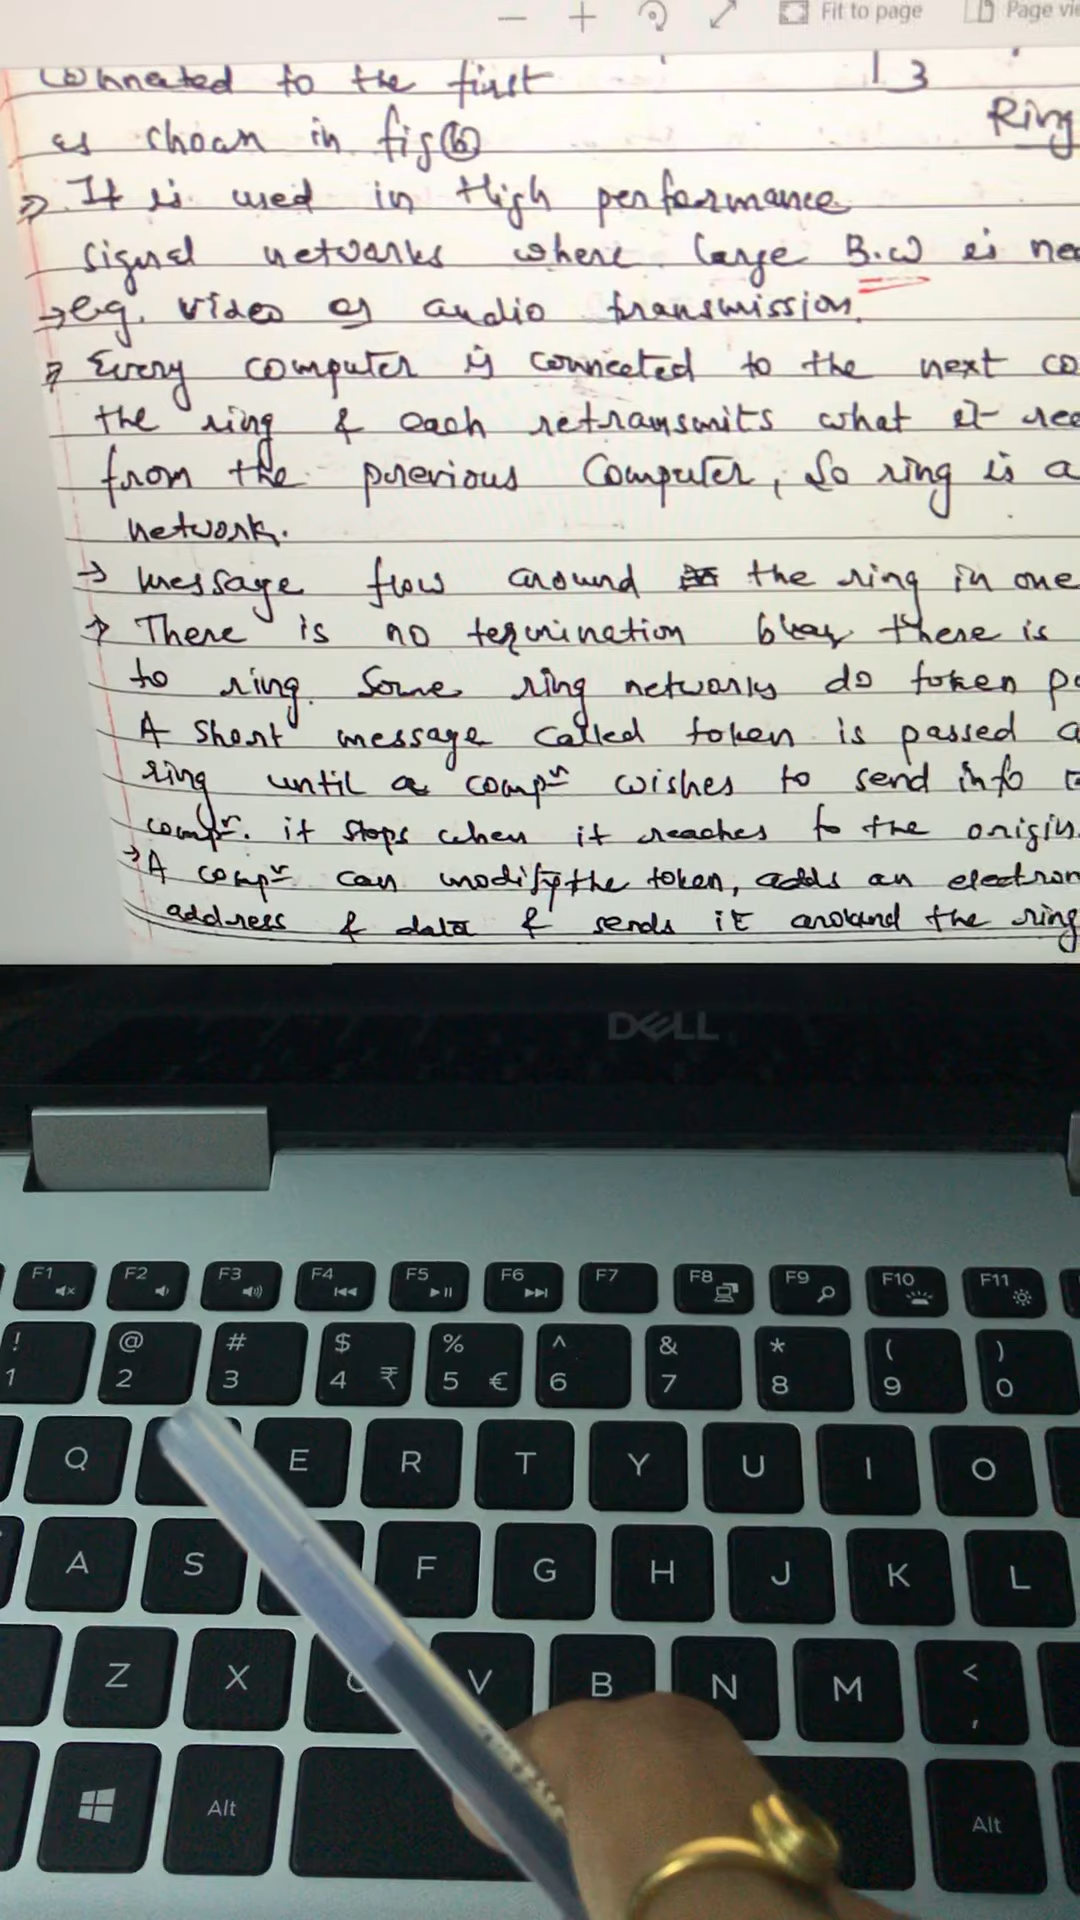 Fit to page Page vie
connected to the first 1 3
Ring
as shown in fig(b)
⇒ It is used in High performance
signal networks where large B.W is nee
→ e.g. video or audio transmission.
⇒ Every computer is connected to the next co
the ring & each retransmits what it rec
from the previous Computer, So ring is a
network.
→ message flow around the ring in one
→ There is no termination bcoz there is
to ring. Some ring networks do token pa
A short message called token is passed a
ring until a compr wishes to send info to
compr. it stops when it reaches to the origin.
→ A compr can modify the token, adds an electron
address & data & sends it around the ring
DELL
F1 F2 F3 F4 F5 F6 F7 F8 F9 F10 F11
! @ # $ % ^ & * ( )
1 2 3 4 ₹ 5 € 6 7 8 9 0
Q E R T Y U I O
A S F G H J K L
Z X C V B N M < ,
Alt Alt